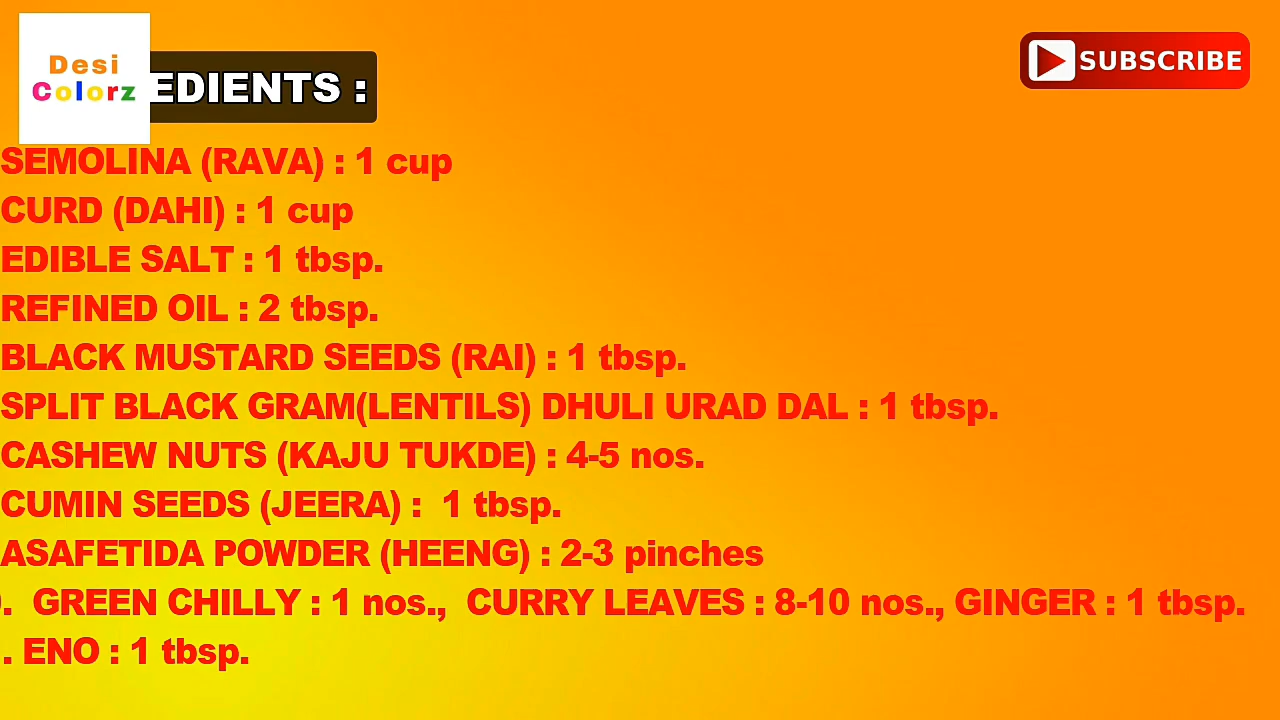 Desi
Colorz
EDIENTS :
SUBSCRIBE
SEMOLINA (RAVA) : 1 cup
CURD (DAHI) : 1 cup
EDIBLE SALT : 1 tbsp.
REFINED OIL : 2 tbsp.
BLACK MUSTARD SEEDS (RAI) : 1 tbsp.
SPLIT BLACK GRAM(LENTILS) DHULI URAD DAL : 1 tbsp.
CASHEW NUTS (KAJU TUKDE) : 4-5 nos.
CUMIN SEEDS (JEERA) :  1 tbsp.
ASAFETIDA POWDER (HEENG) : 2-3 pinches
.  GREEN CHILLY : 1 nos.,  CURRY LEAVES : 8-10 nos., GINGER : 1 tbsp.
. ENO : 1 tbsp.